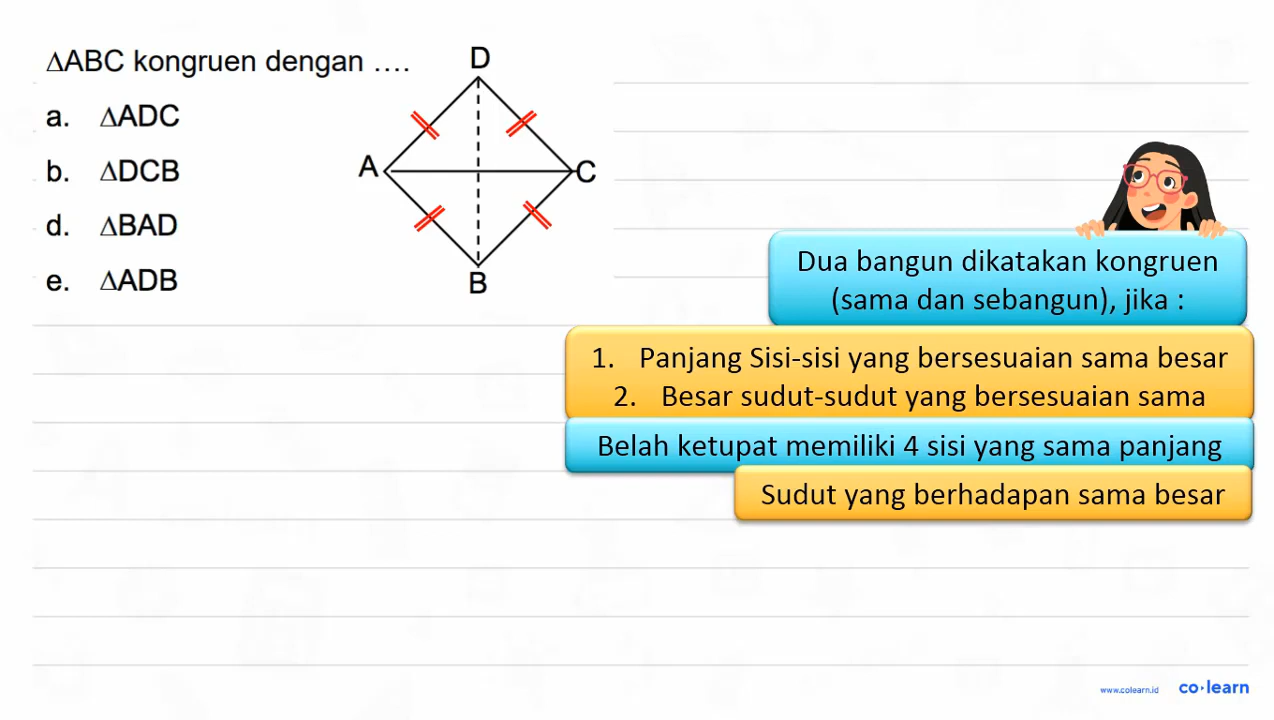 ∆ABC kongruen dengan ....
a. ∆ADC
b. ∆DCB
d. ∆BAD
e. ∆ADB
D
A
C
B
Dua bangun dikatakan kongruen
(sama dan sebangun), jika :
1. Panjang Sisi-sisi yang bersesuaian sama besar
2. Besar sudut-sudut yang bersesuaian sama
Belah ketupat memiliki 4 sisi yang sama panjang
Sudut yang berhadapan sama besar
www.colearn.id
co·learn